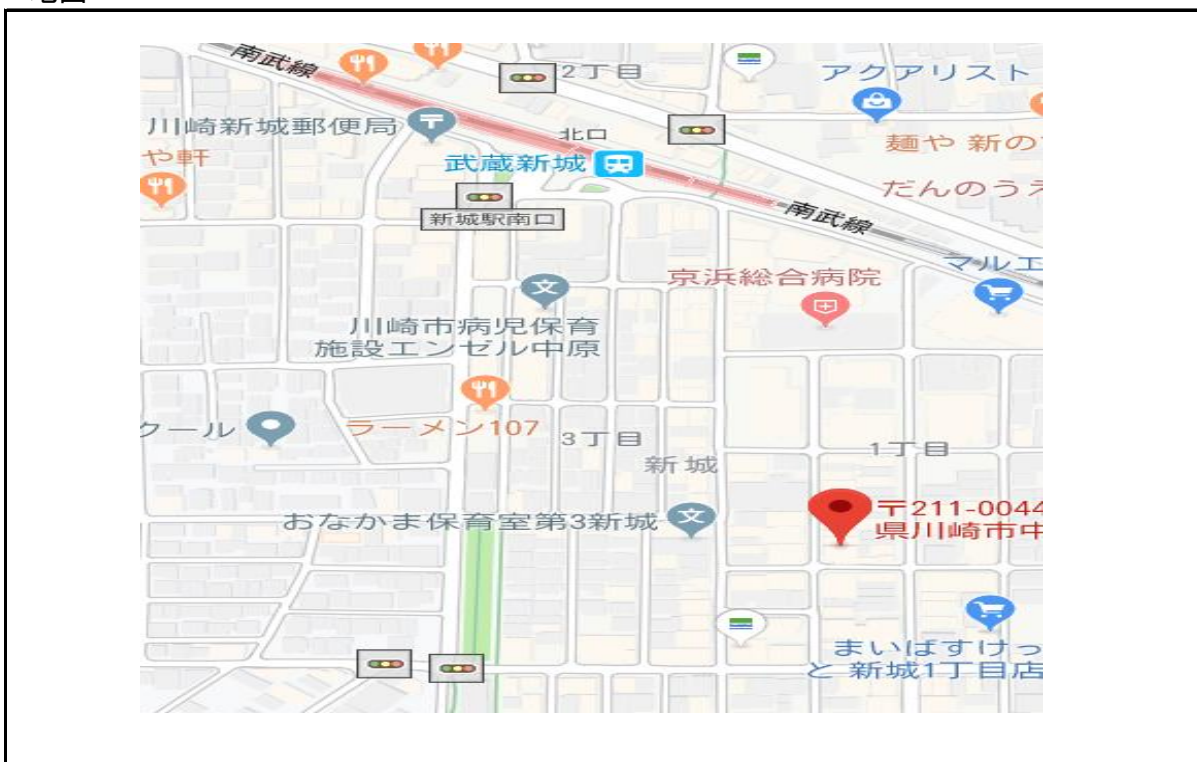 南武線
2丁目
アクアリスト
川崎新城郵便局
北口
麺や 新の
や軒
武蔵新城
だんのうえ
新城駅南口
南武線
マルエ
京浜総合病院
川崎市病児保育
施設エンゼル中原
クール
ラーメン107
3丁目
1丁目
新城
おなかま保育室第3新城
〒211-0044
県川崎市中
まいばすけっ
と 新城1丁目店